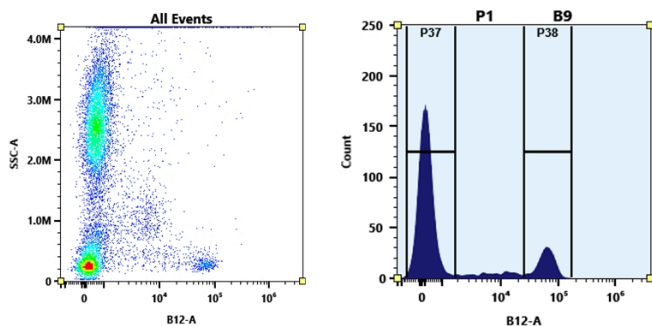 All Events
4.0M
3.0M
2.0M
1.0M
0
SSC-A
0 10⁴ 10⁵ 10⁶
B12-A
P1 B9
P37 P38
250
200
150
100
50
0
Count
0 10⁴ 10⁵ 10⁶
B12-A